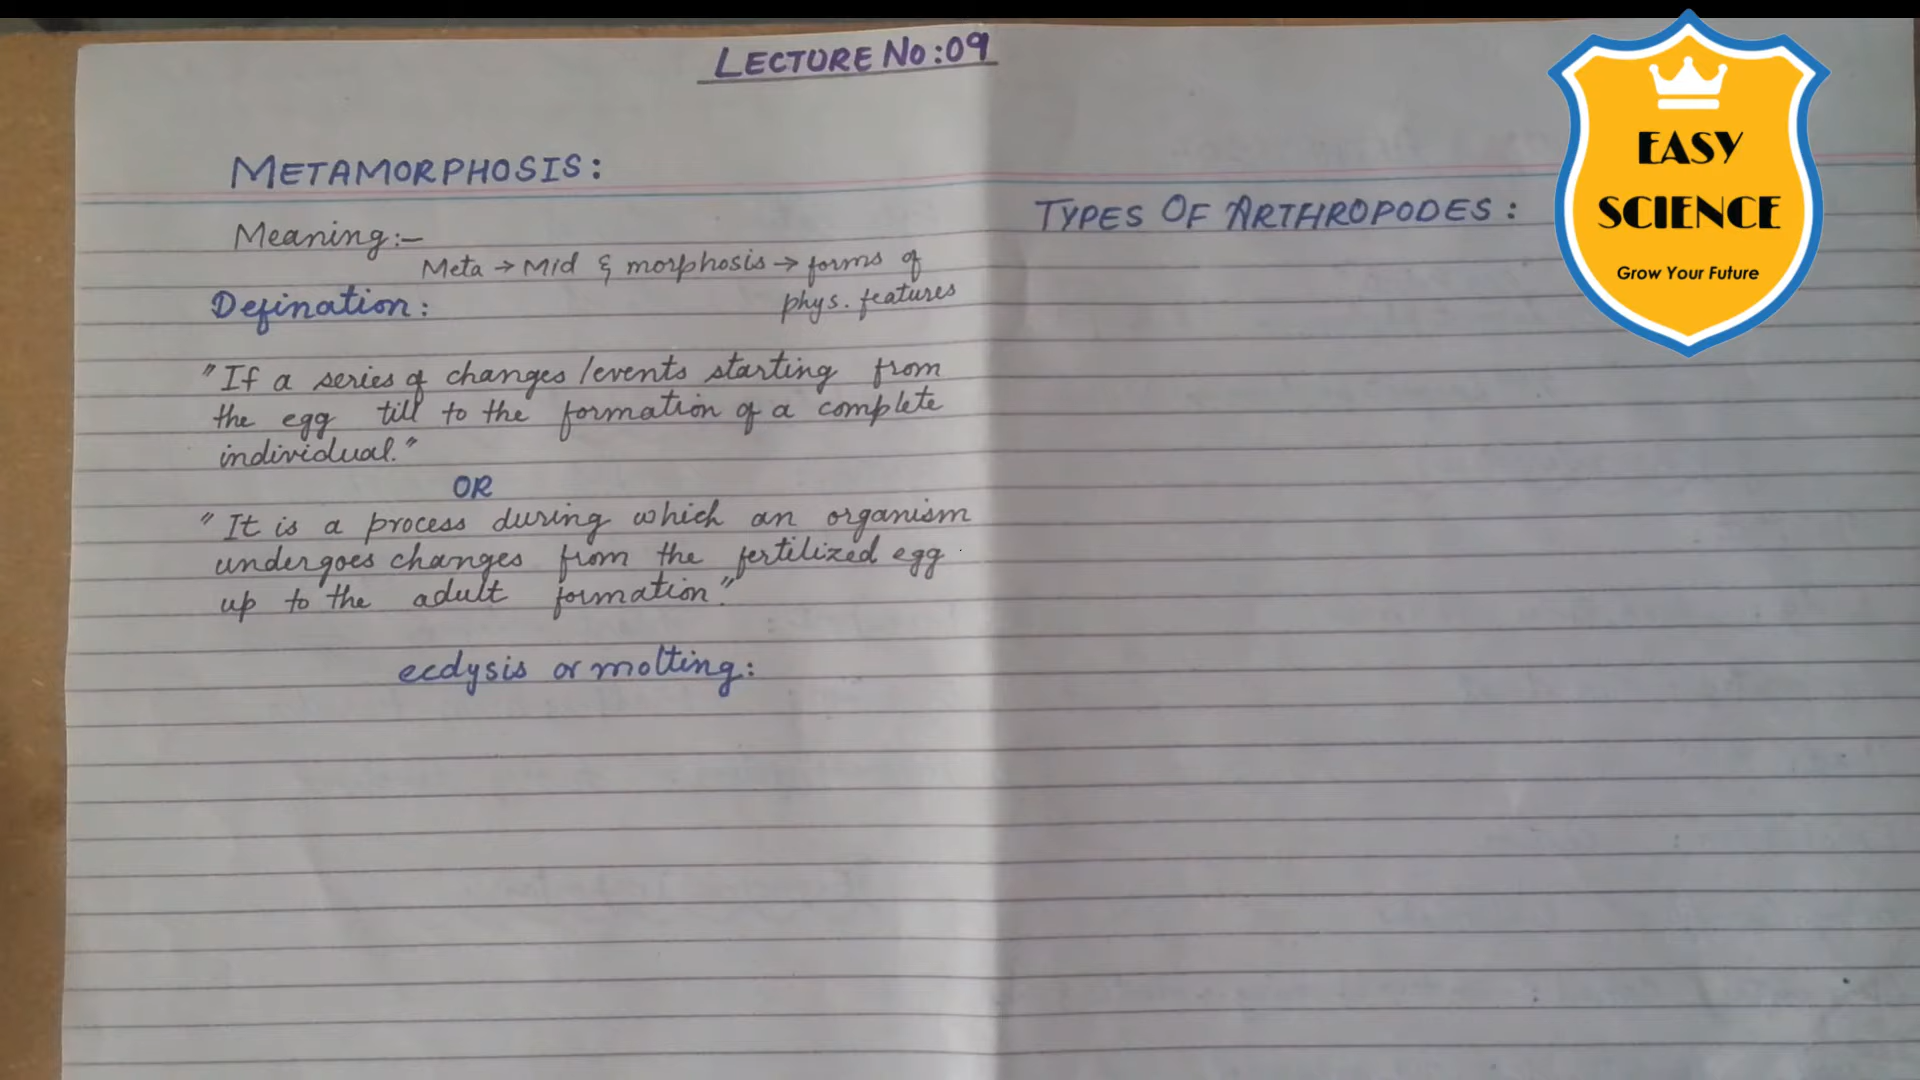 LECTURE No:09
METAMORPHOSIS:
Meaning:-
Meta → Mid & morphosis → forms of
phys. features
Defination:
"If a series of changes/events starting from
the egg till to the formation of a complete
individual."
OR
"It is a process during which an organism
undergoes changes from the fertilized egg
up to the adult formation."
ecdysis or molting:
TYPES OF ARTHROPODES:
EASY
SCIENCE
Grow Your Future